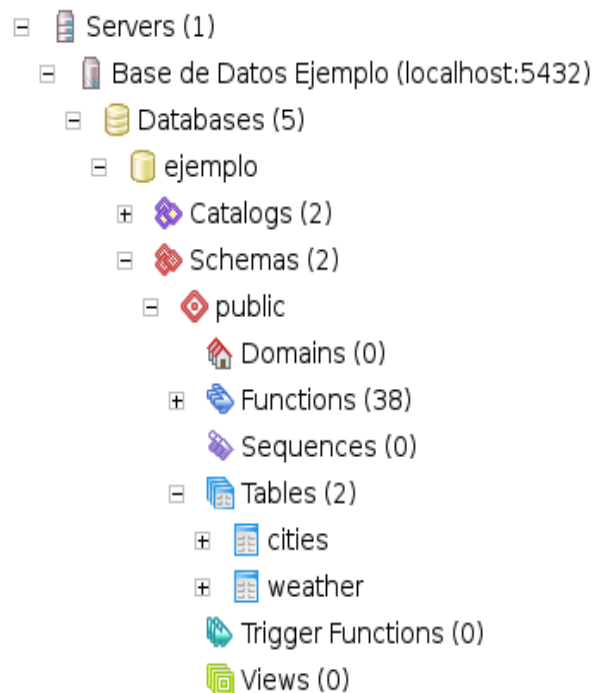 Servers (1)
Base de Datos Ejemplo (localhost:5432)
Databases (5)
ejemplo
Catalogs (2)
Schemas (2)
public
Domains (0)
Functions (38)
Sequences (0)
Tables (2)
cities
weather
Trigger Functions (0)
Views (0)